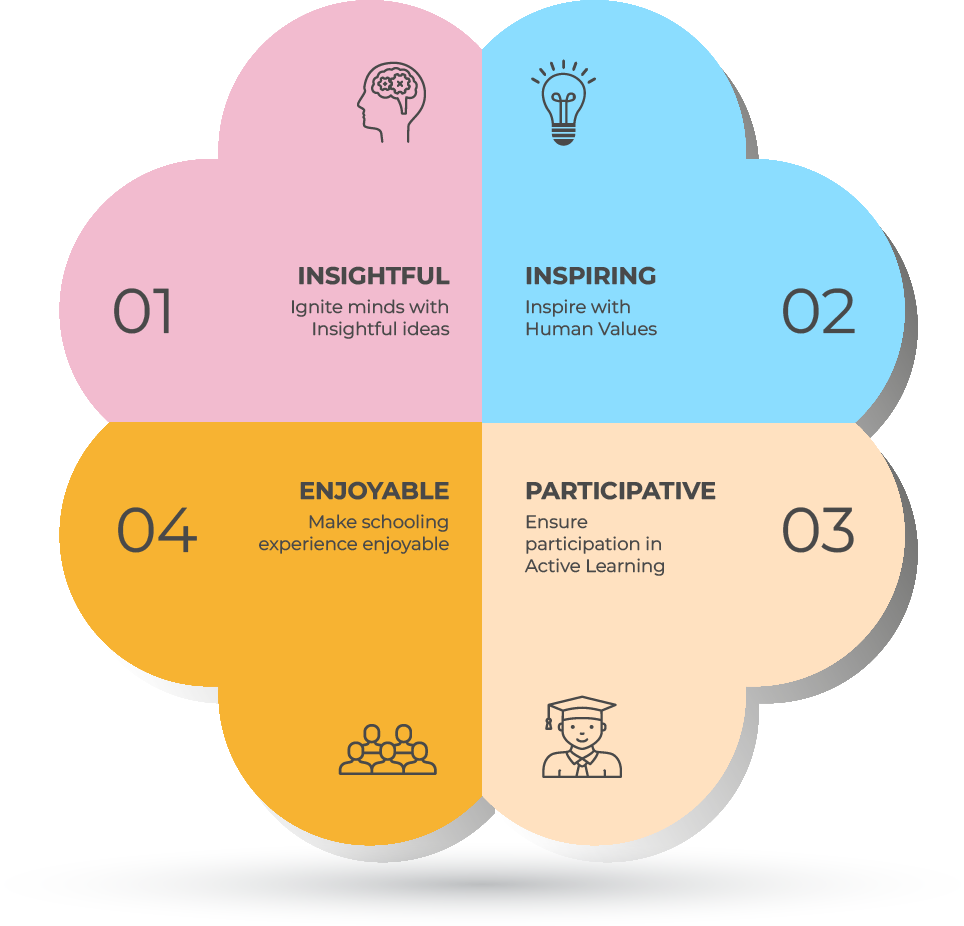 01
INSIGHTFUL
Ignite minds with
Insightful ideas
INSPIRING
Inspire with
Human Values
02
PARTICIPATIVE
Ensure
participation in
Active Learning
03
04
ENJOYABLE
Make schooling
experience enjoyable